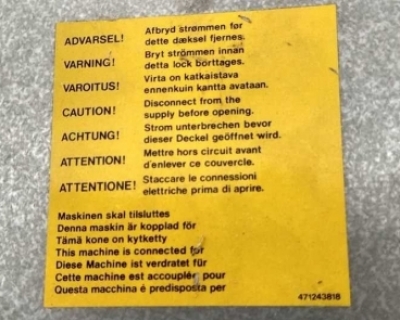 ADVARSEL! Afbryd strømmen før
dette dæksel fjernes.
VARNING! Bryt strömmen innan
detta lock borttages.
VAROITUS! Virta on katkaistava
ennenkuin kantta avataan.
CAUTION! Disconnect from the
supply before opening.
ACHTUNG! Strom unterbrechen bevor
dieser Deckel geöffnet wird.
ATTENTION! Mettre hors circuit avant
d'enlever ce couvercle.
ATTENTIONE! Staccare le connessioni
elettriche prima di aprire.
Maskinen skal tilsluttes
Denna maskin är kopplad för
Tämä kone on kytketty
This machine is connected for
Diese Machine ist verdratet für
Cette machine est accouplér pour
Questa macchina é predisposta per
471243818